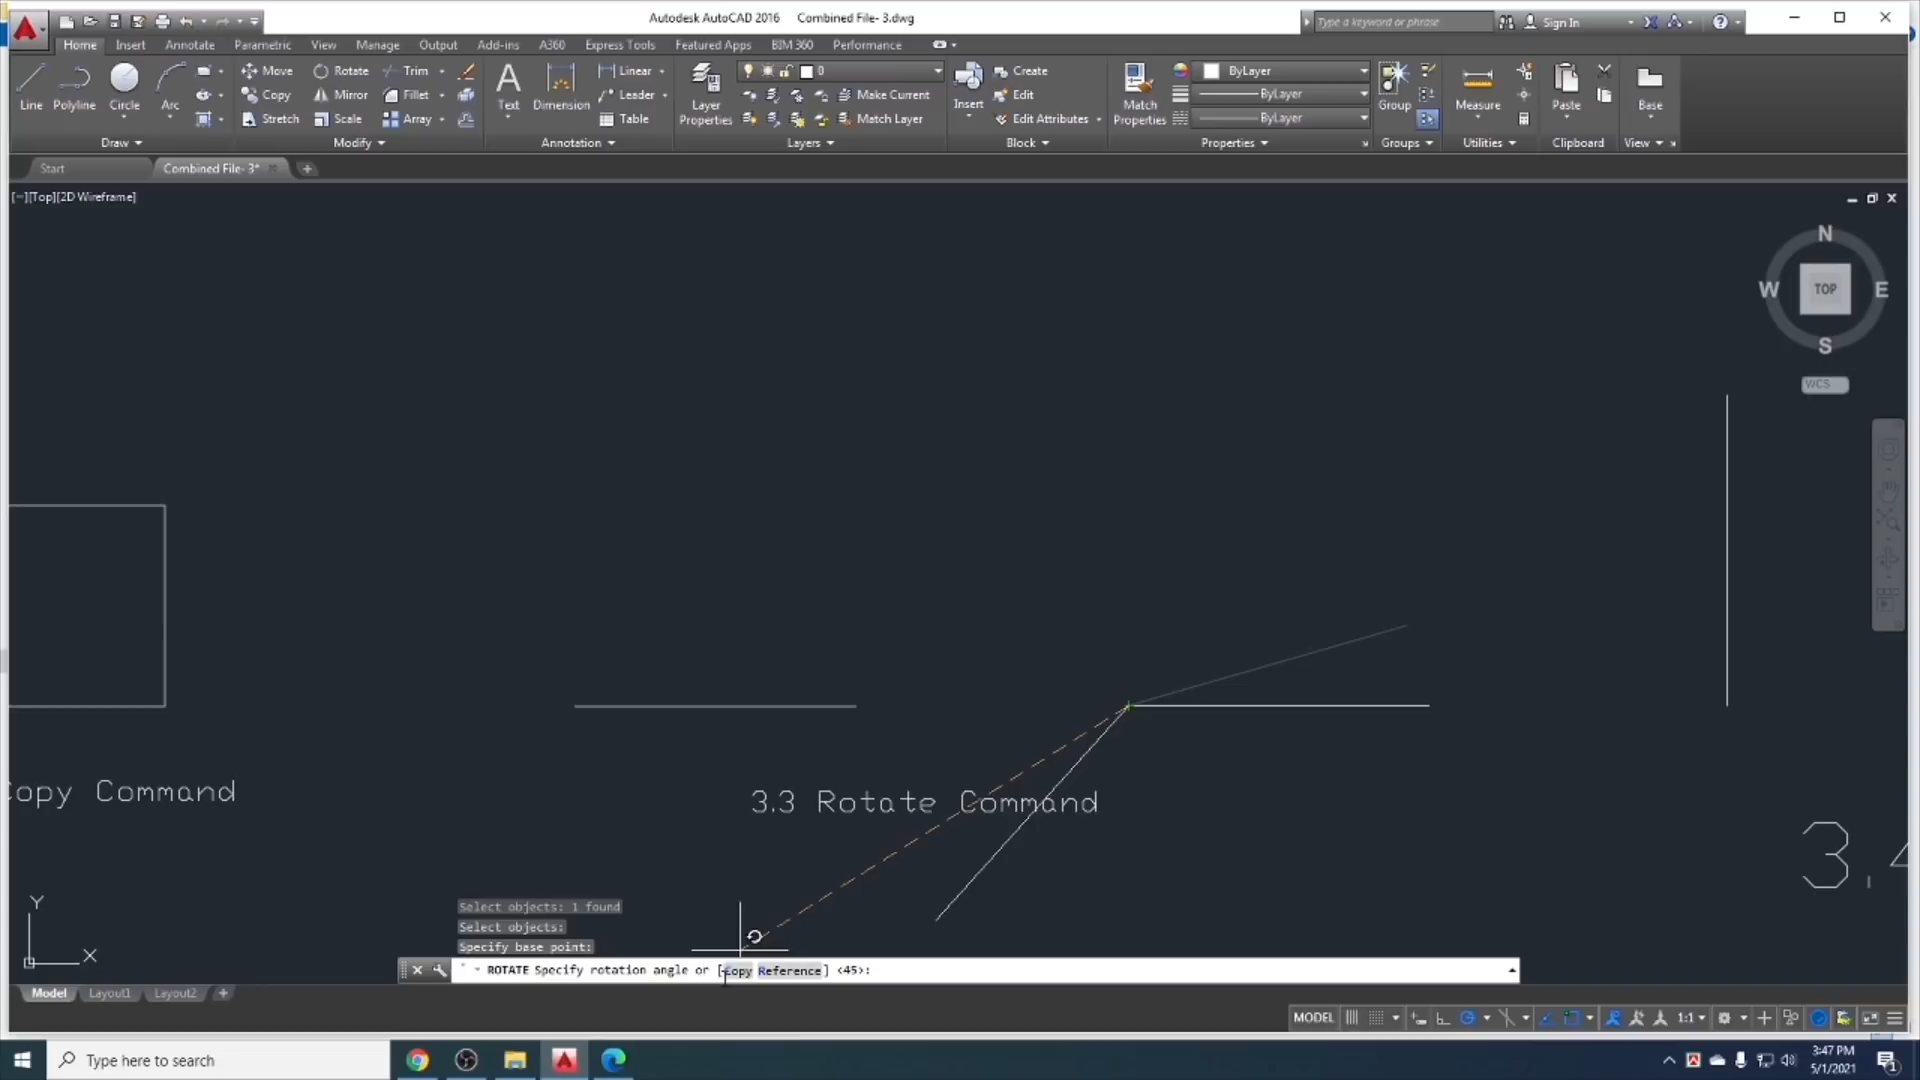 Autodesk AutoCAD 2016 Combined File- 3.dwg
Type a keyword or phrase
Sign In
Home Insert Annotate Parametric View Manage Output Add-ins A360 Express Tools Featured Apps BIM 360 Performance
Move Rotate Trim
Copy Mirror Fillet
Stretch Scale Array
Line Polyline Circle Arc
Text Dimension
Linear
Leader
Table
Layer Properties
0
Make Current
Match Layer
Insert
Create
Edit
Edit Attributes
Match Properties
ByLayer
ByLayer
ByLayer
Group Measure Paste Base
Draw Modify Annotation Layers Block Properties Groups Utilities Clipboard View
Start Combined File- 3*
[−][Top][2D Wireframe]
N
W TOP E
S
WCS
opy Command
3.3 Rotate Command
3.4
Y
X
Select objects: 1 found
Select objects:
Specify base point:
ROTATE Specify rotation angle or [Copy Reference] <45>:
Model Layout1 Layout2
MODEL 1:1
Type here to search
3:47 PM
5/1/2021
1